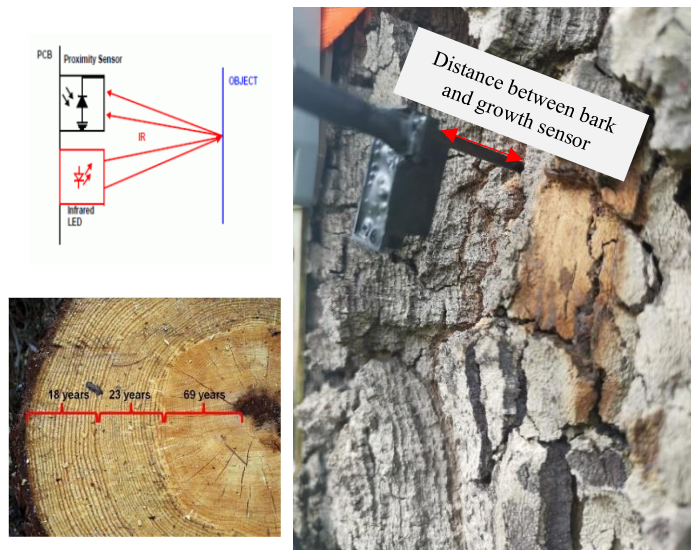 PCB
Proximity Sensor
OBJECT
IR
Infrared
LED
Distance between bark
and growth sensor
18 years
23 years
69 years